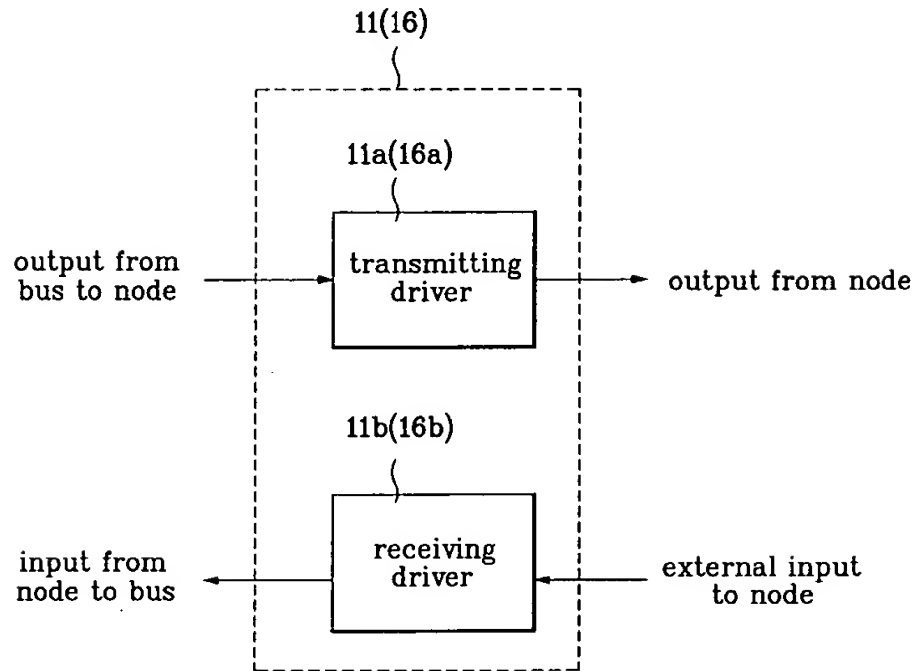 11(16)
11a(16a)
output from
bus to node
transmitting
driver
output from node
11b(16b)
input from
node to bus
receiving
driver
external input
to node